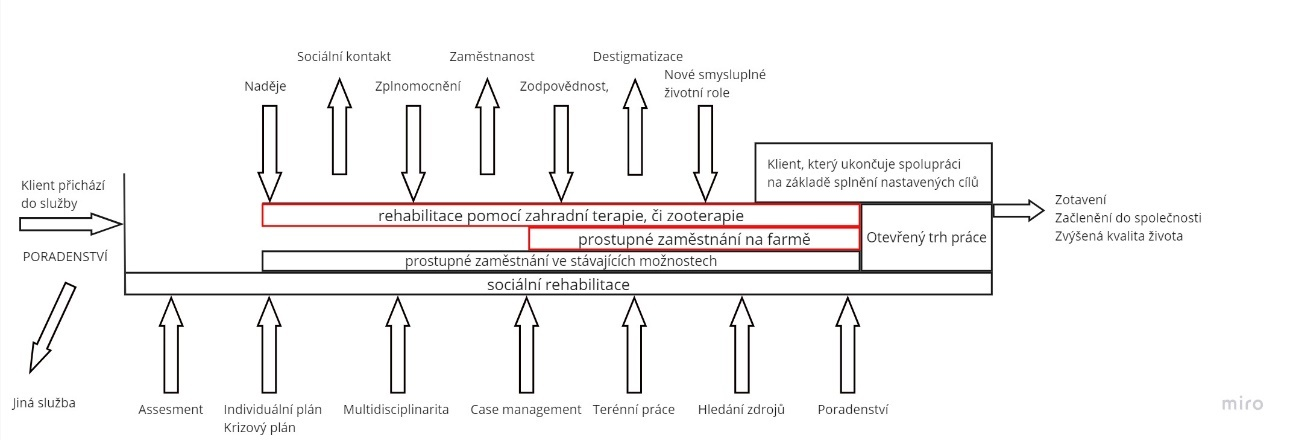 Sociální kontakt
Zaměstnanost
Destigmatizace
Naděje
Zplnomocnění
Zodpovědnost,
Nové smysluplné
životní role
Klient přichází
do služby
PORADENSTVÍ
Jiná služba
Klient, který ukončuje spolupráci
na základě splnění nastavených cílů
rehabilitace pomocí zahradní terapie, či zooterapie
prostupné zaměstnání na farmě
Otevřený trh práce
prostupné zaměstnání ve stávajících možnostech
sociální rehabilitace
Zotavení
Začlenění do společnosti
Zvýšená kvalita života
Assesment
Individuální plán
Krizový plán
Multidisciplinarita
Case management
Terénní práce
Hledání zdrojů
Poradenství
miro